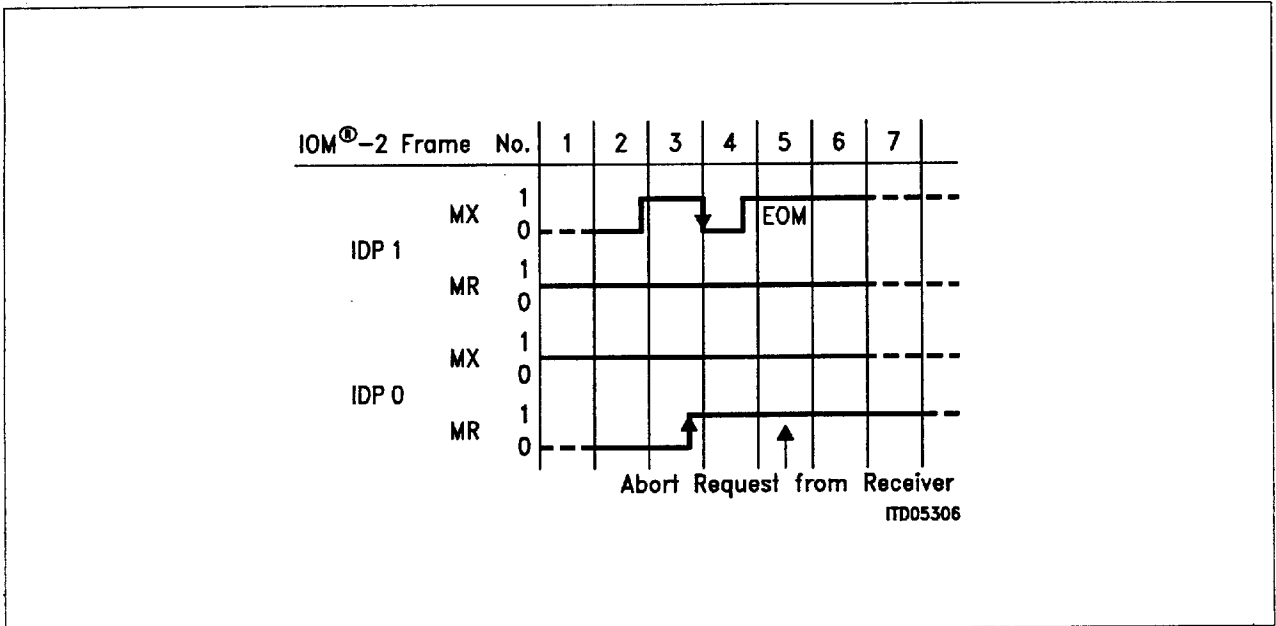 IOM®-2 Frame No. 1 2 3 4 5 6 7
MX 1
0
EOM
IDP 1
MR 1
0
MX 1
0
IDP 0
MR 1
0
Abort Request from Receiver
ITD05306